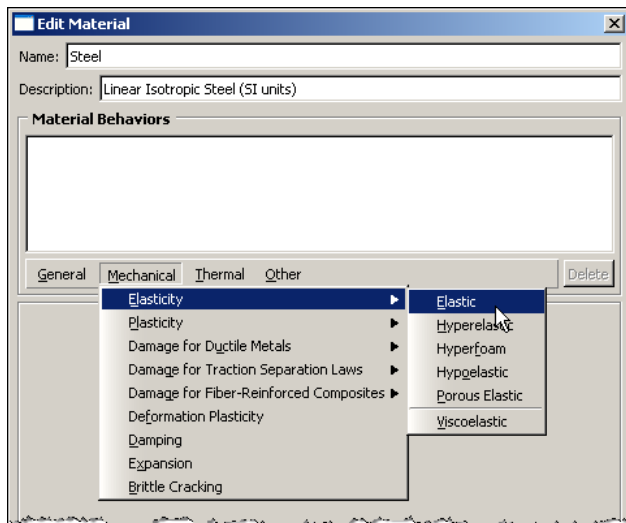 Edit Material
Name: Steel
Description: Linear Isotropic Steel (SI units)
Material Behaviors
General Mechanical Thermal Other Delete
Elasticity
Plasticity
Damage for Ductile Metals
Damage for Traction Separation Laws
Damage for Fiber-Reinforced Composites
Deformation Plasticity
Damping
Expansion
Brittle Cracking
Elastic
Hyperelastic
Hyperfoam
Hypoelastic
Porous Elastic
Viscoelastic